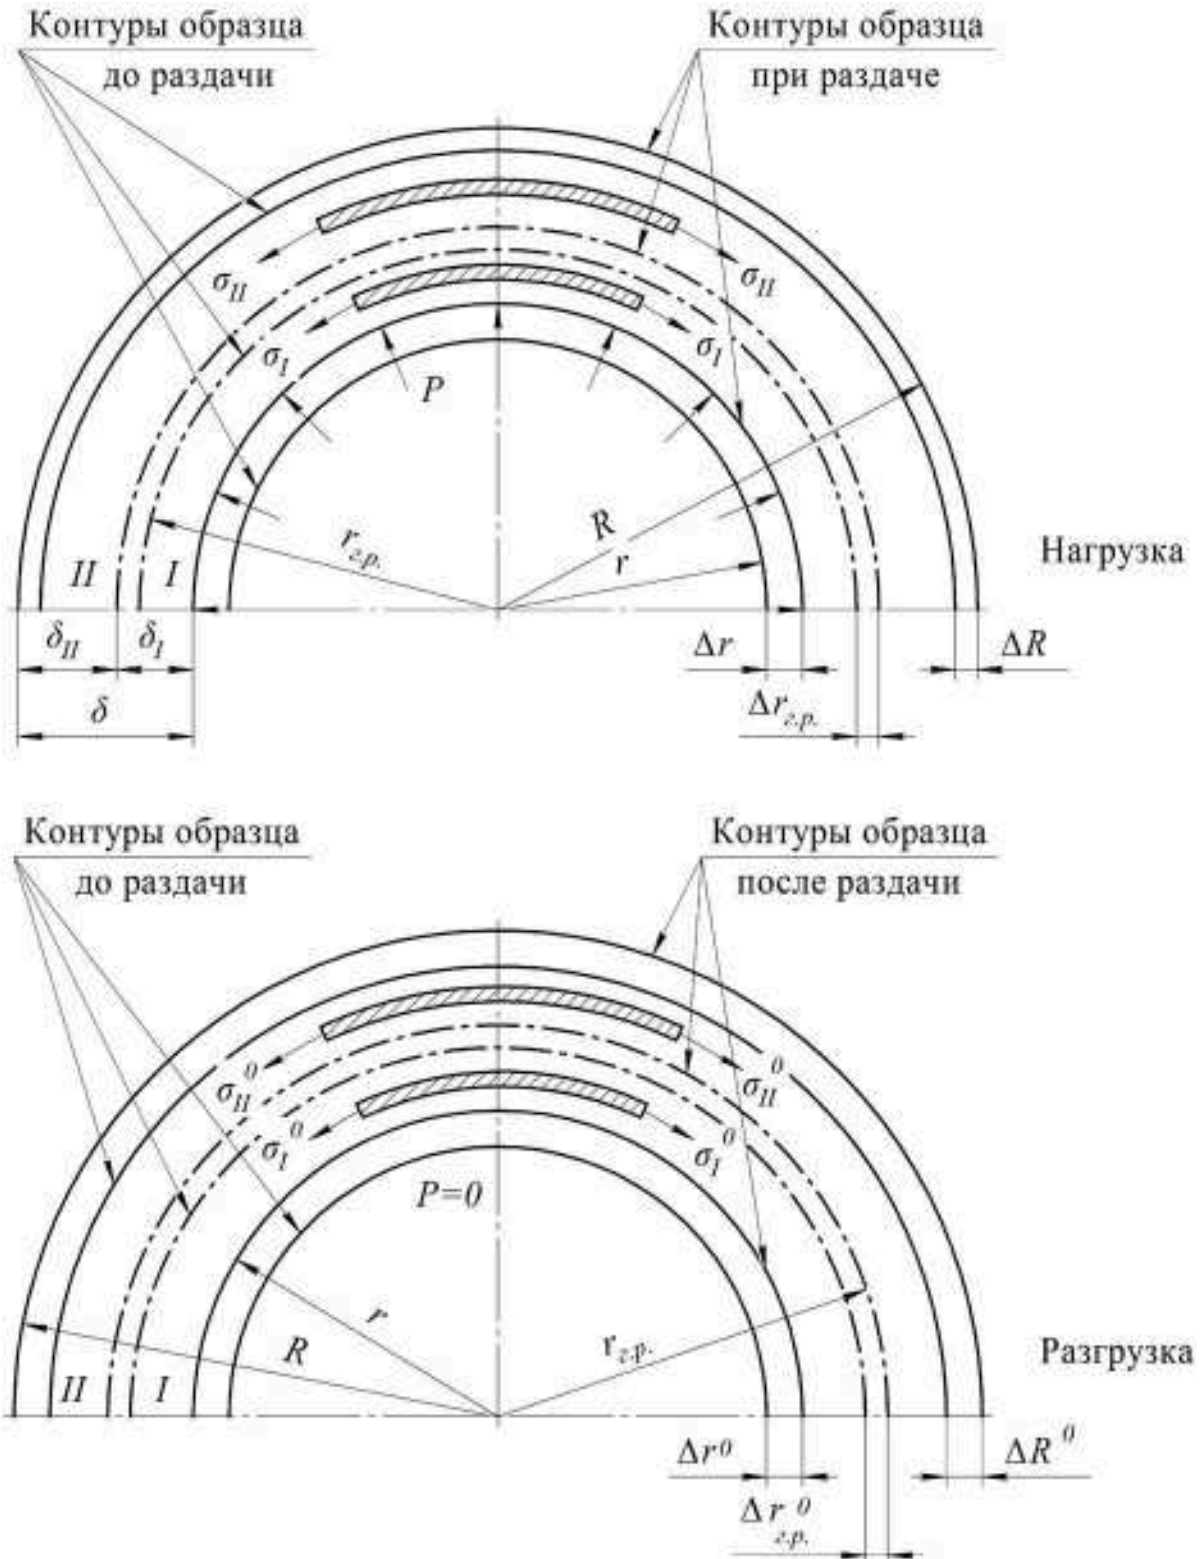 Контуры образца
до раздачи
Контуры образца
при раздаче
σII
σII
σI
σI
P
R
r
rг.р.
Нагрузка
II
I
δII
δI
δ
Δr
ΔR
Δrг.р.
Контуры образца
до раздачи
Контуры образца
после раздачи
σII⁰
σII⁰
σI⁰
σI⁰
P=0
r
R
rг.р.
Разгрузка
II
I
Δr⁰
ΔR⁰
Δrг.р.⁰